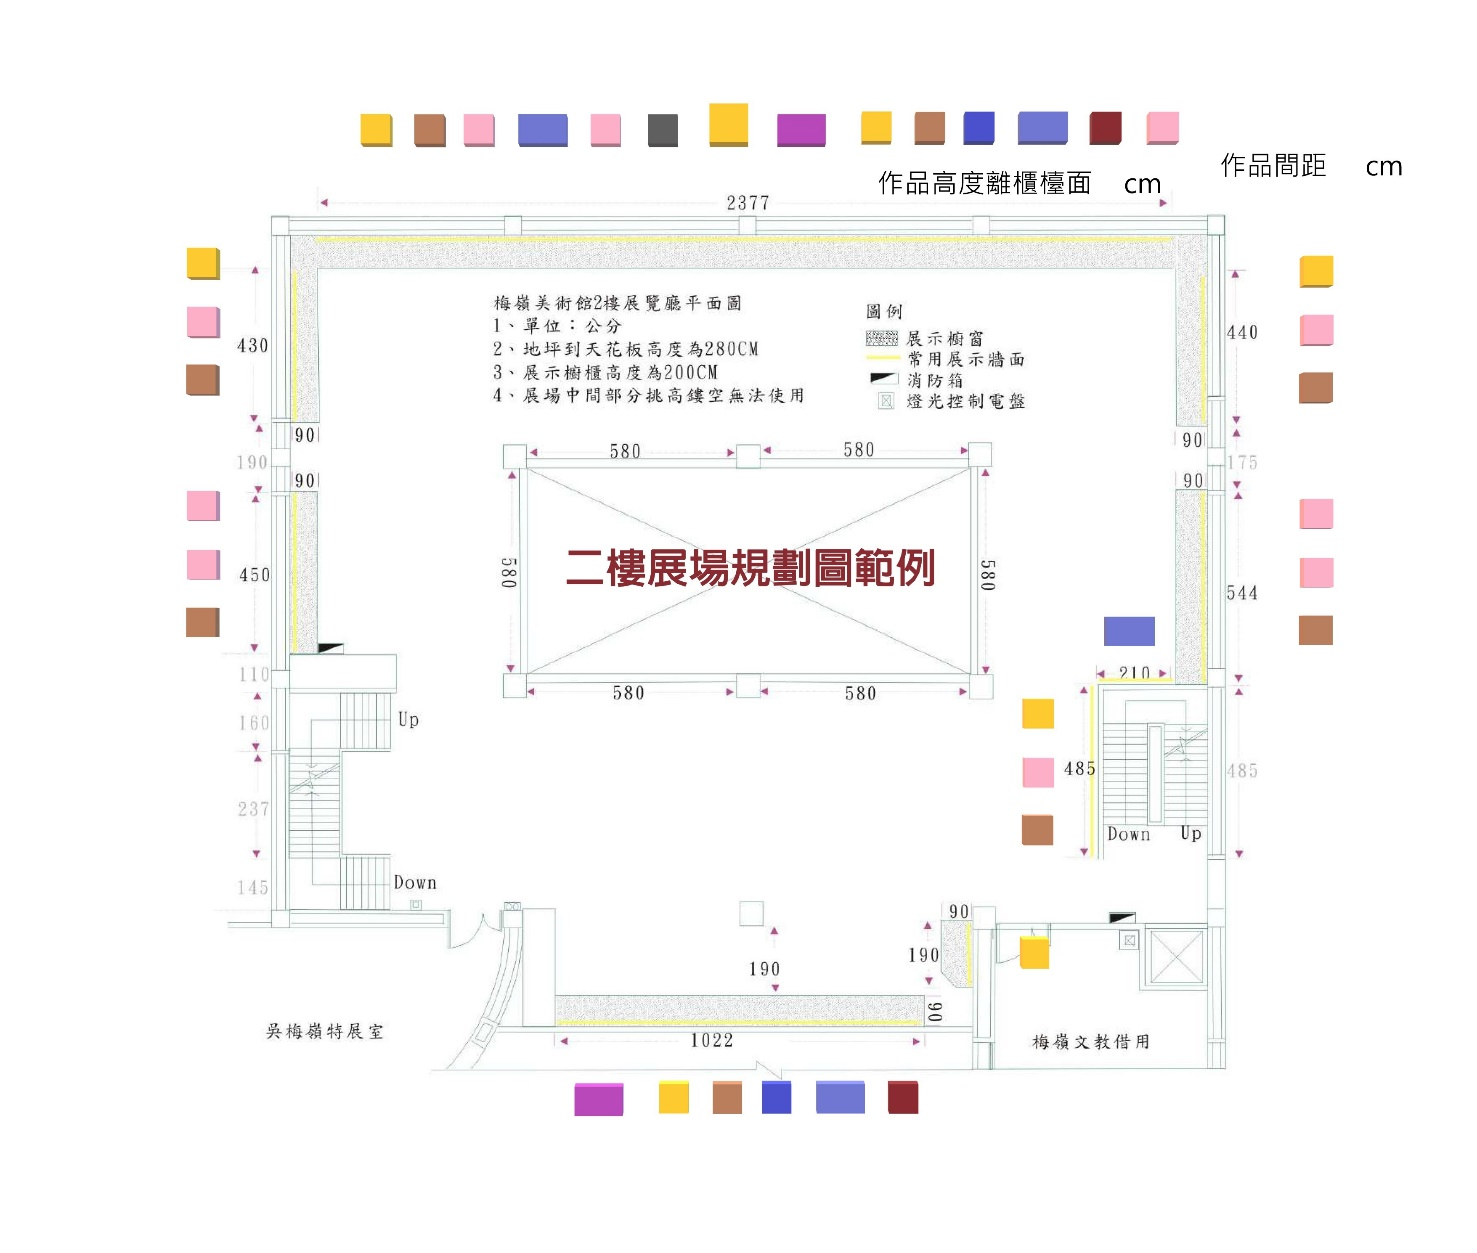 作品間距 cm
作品高度離櫃檯面 cm
2377
梅嶺美術館2樓展覽廳平面圖
1、單位：公分
2、地坪到天花板高度為280CM
3、展示櫥櫃高度為200CM
4、展場中間部分挑高鏤空無法使用
圖例
展示櫥窗
常用展示牆面
消防箱
燈光控制電盤
430
440
90
90
190
175
90
90
580
580
450
580
二樓展場規劃圖範例
580
544
110
210
580
580
160
Up
485
485
237
Down
Up
145
Down
90
190
190
90
吳梅嶺特展室
1022
梅嶺文教借用